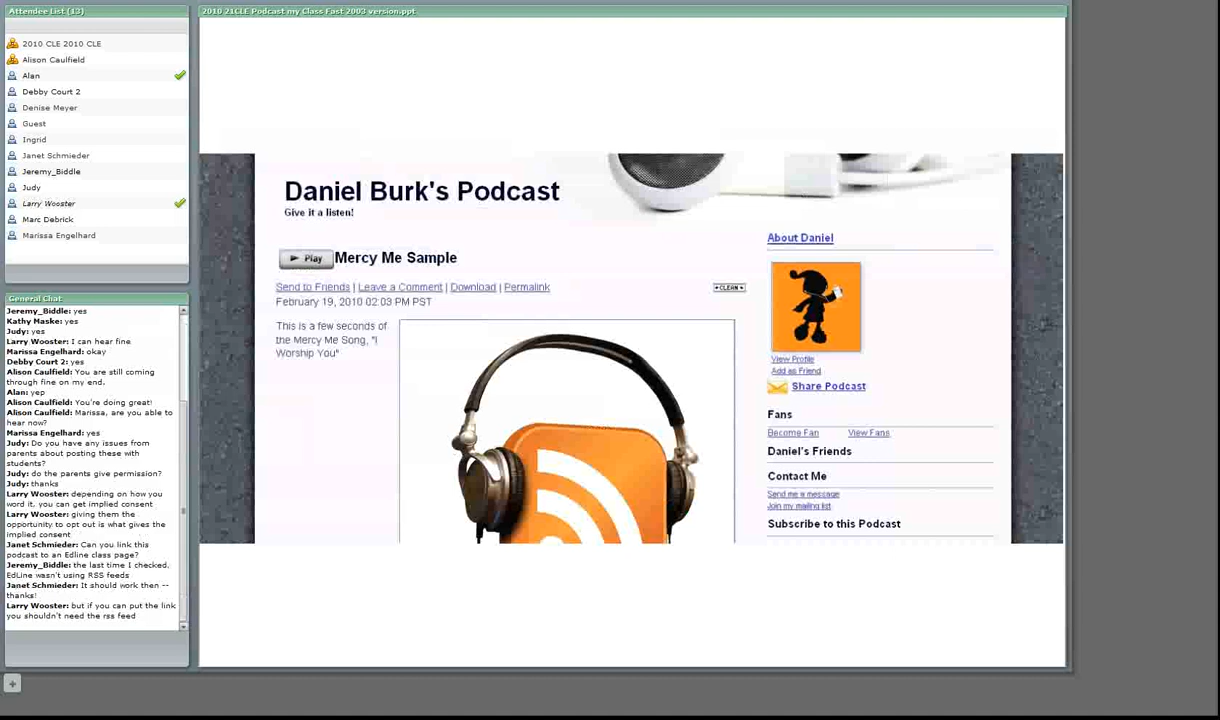 Attendee List (13)
2010 CLE 2010 CLE
Alison Caulfield
Alan
Debby Court 2
Denise Meyer
Guest
Ingrid
Janet Schmieder
Jeremy_Biddle
Judy
Larry Wooster
Marc Debrick
Marissa Engelhard
General Chat
Jeremy_Biddle: yes
Kathy Maske: yes
Judy: yes
Larry Wooster: I can hear fine
Marissa Engelhard: okay
Debby Court 2: yes
Alison Caulfield: You are still coming
through fine on my end.
Alan: yep
Alison Caulfield: You're doing great!
Alison Caulfield: Marissa, are you able to
hear now?
Marissa Engelhard: yes
Judy: Do you have any issues from
parents about posting these with
students?
Judy: do the parents give permission?
Judy: thanks
Larry Wooster: depending on how you
word it, you can get implied consent
Larry Wooster: giving them the
opportunity to opt out is what gives the
implied consent
Janet Schmieder: Can you link this
podcast to an Edline class page?
Jeremy_Biddle: the last time I checked,
EdLine wasn't using RSS feeds
Janet Schmieder: It should work then --
thanks!
Larry Wooster: but if you can put the link
you shouldn't need the rss feed
2010 21CLE Podcast my Class Fast 2003 version.ppt
Daniel Burk's Podcast
Give it a listen!
Play Mercy Me Sample
Send to Friends | Leave a Comment | Download | Permalink
CLEAN
February 19, 2010 02:03 PM PST
This is a few seconds of
the Mercy Me Song, "I
Worship You"
About Daniel
View Profile
Add as Friend
Share Podcast
Fans
Become Fan View Fans
Daniel's Friends
Contact Me
Send me a message
Join my mailing list
Subscribe to this Podcast